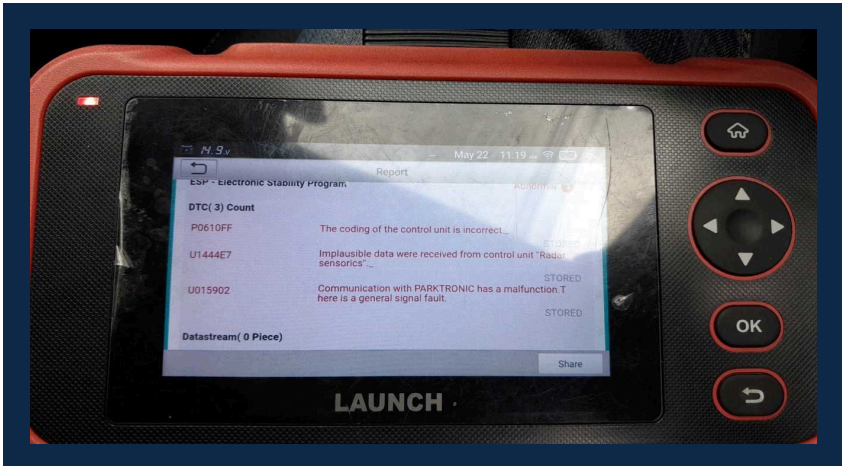 14.9v
May 22 11:19
Report
ESP - Electronic Stability Program
Abnormal
DTC( 3) Count
P0610FF The coding of the control unit is incorrect._
STORED
U1444E7 Implausible data were received from control unit "Radar
sensorics"._
STORED
U015902 Communication with PARKTRONIC has a malfunction.T
here is a general signal fault.
STORED
Datastream( 0 Piece)
Share
OK
LAUNCH